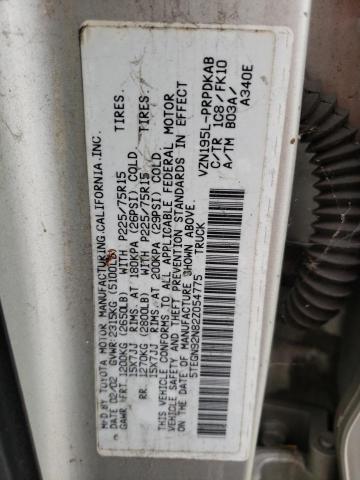 MFD BY TOYOTA MOTOR MANUFACTURING, CALIFORNIA, INC.
DATE 02/02 GVWR 2313KG (5100LB)
GAWR FRT 1200KG (2650LB) WITH P225/75R15 TIRES.
15X7JJ RIMS. AT 180KPA (26PSI) COLD.
RR. 1270KG (2800LB) WITH P225/75R15 TIRES.
15X7JJ RIMS. AT 200KPA (29PSI) COLD.
THIS VEHICLE CONFORMS TO ALL APPLICABLE FEDERAL MOTOR
VEHICLE SAFETY AND THEFT PREVENTION STANDARDS IN EFFECT
ON THE DATE OF MANUFACTURE SHOWN ABOVE.
5TEGN92N82Z054775 TRUCK
VZN195L-PRPDKAB
C/TR 1C8/FK10
A/TM B03A/
A340E